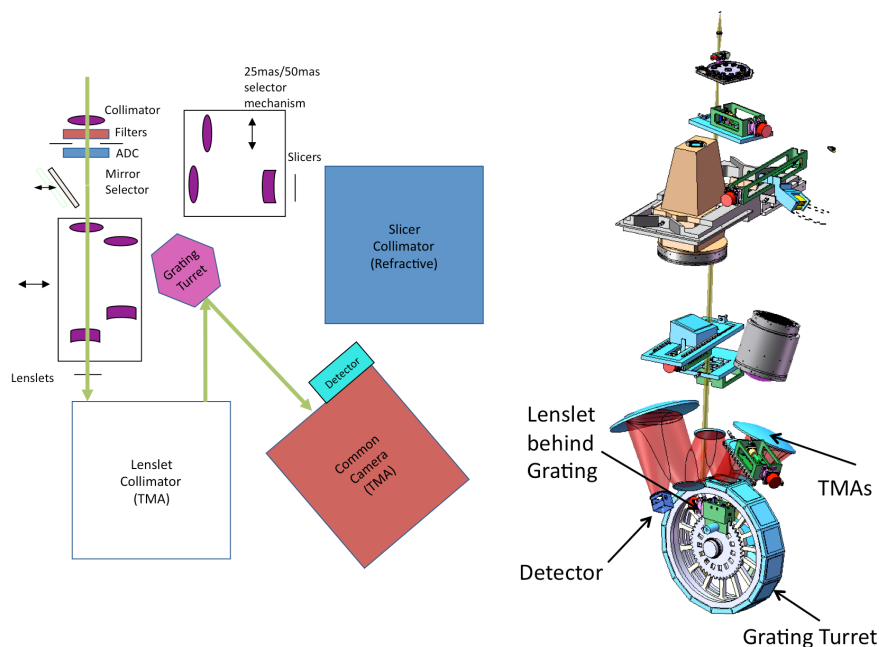 25mas/50mas
selector
mechanism
Collimator
Filters
ADC
Mirror
Selector
Slicers
Grating
Turret
Slicer
Collimator
(Refractive)
Lenslets
Detector
Lenslet
Collimator
(TMA)
Common
Camera
(TMA)
Lenslet
behind
Grating
TMAs
Detector
Grating Turret